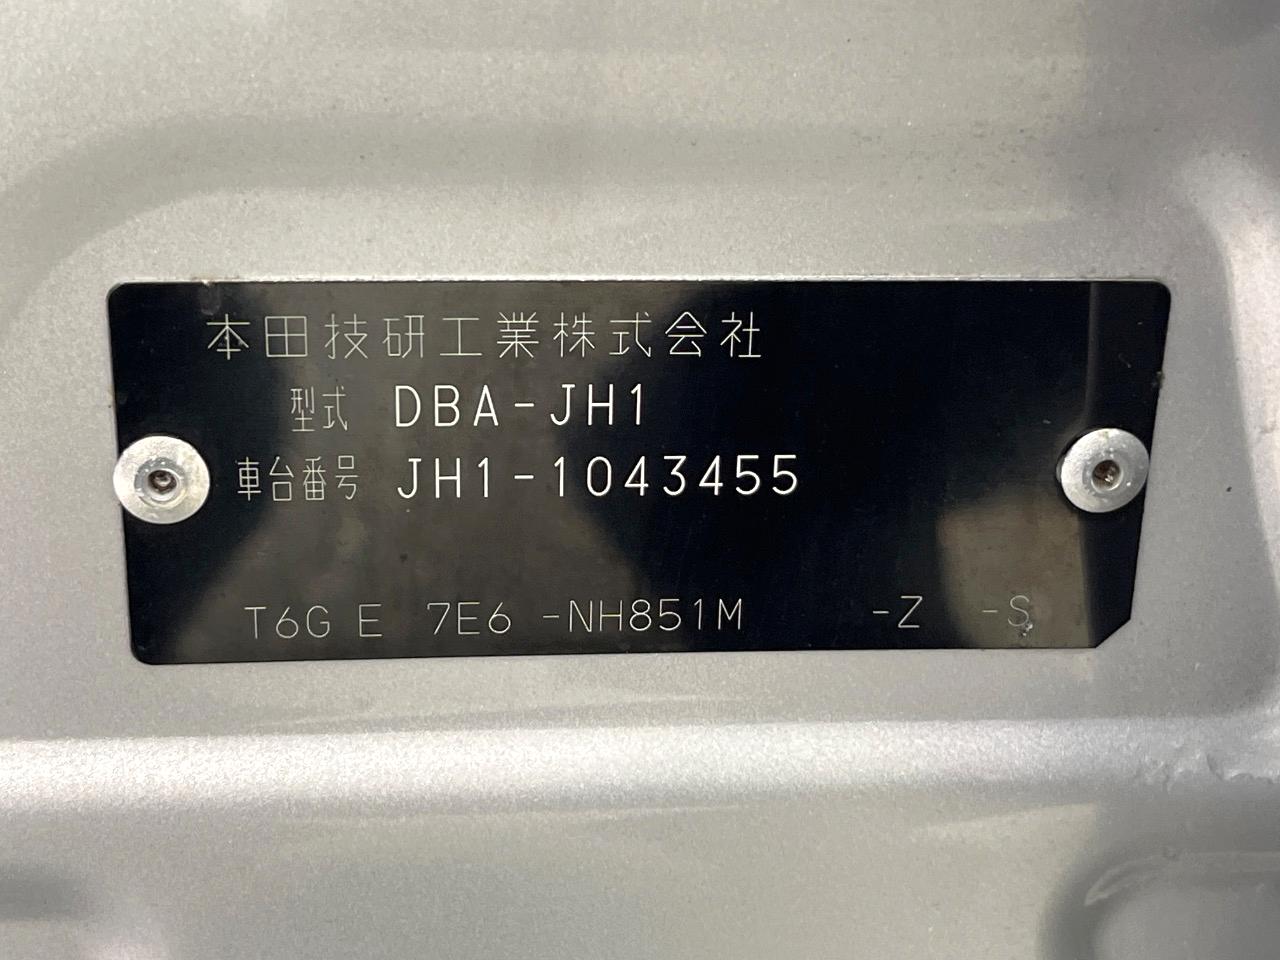 本田技研工業株式会社
型式 DBA-JH1
車台番号 JH1-1043455
T6G E 7E6 -NH851M -Z -S